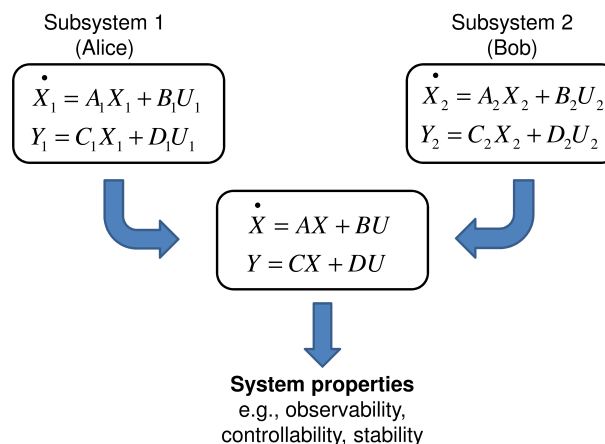 Subsystem 1
(Alice)
Ẋ₁ = A₁X₁ + B₁U₁
Y₁ = C₁X₁ + D₁U₁
Subsystem 2
(Bob)
Ẋ₂ = A₂X₂ + B₂U₂
Y₂ = C₂X₂ + D₂U₂
Ẋ = AX + BU
Y = CX + DU
System properties
e.g., observability,
controllability, stability